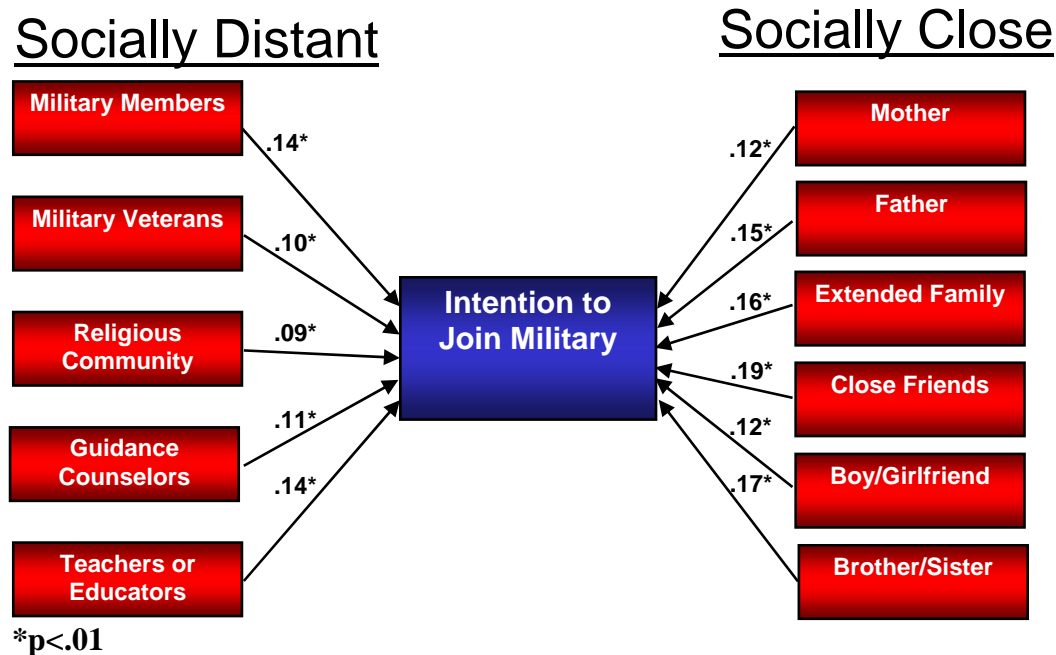 Socially Distant
Military Members
.14*
Military Veterans
.10*
Religious
Community
.09*
Guidance
Counselors
.11*
Teachers or
Educators
.14*
Intention to
Join Military
Socially Close
Mother
.12*
Father
.15*
Extended Family
.16*
Close Friends
.19*
Boy/Girlfriend
.12*
Brother/Sister
.17*
*p<.01